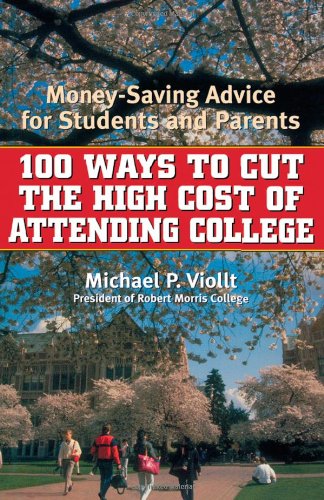 Money-Saving Advice
for Students and Parents
100 WAYS TO CUT
THE HIGH COST OF
ATTENDING COLLEGE
Michael P. Viollt
President of Robert Morris College